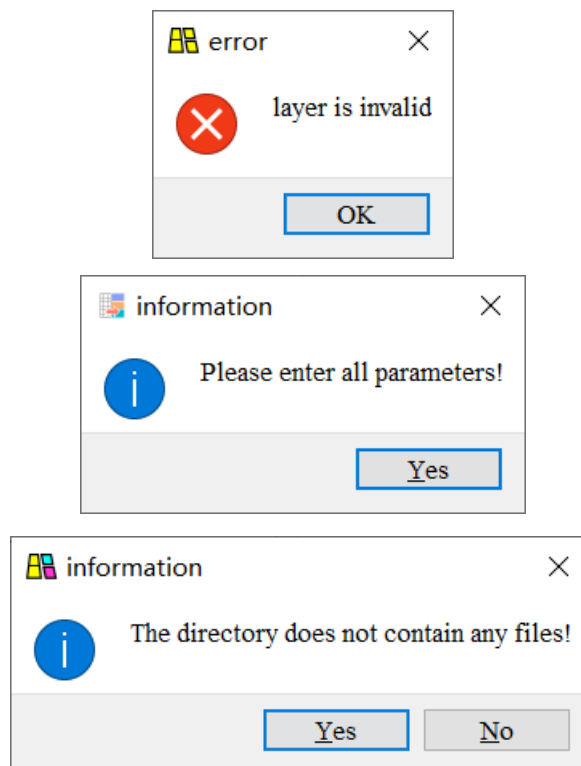 error
layer is invalid
OK
information
Please enter all parameters!
Yes
information
The directory does not contain any files!
Yes No